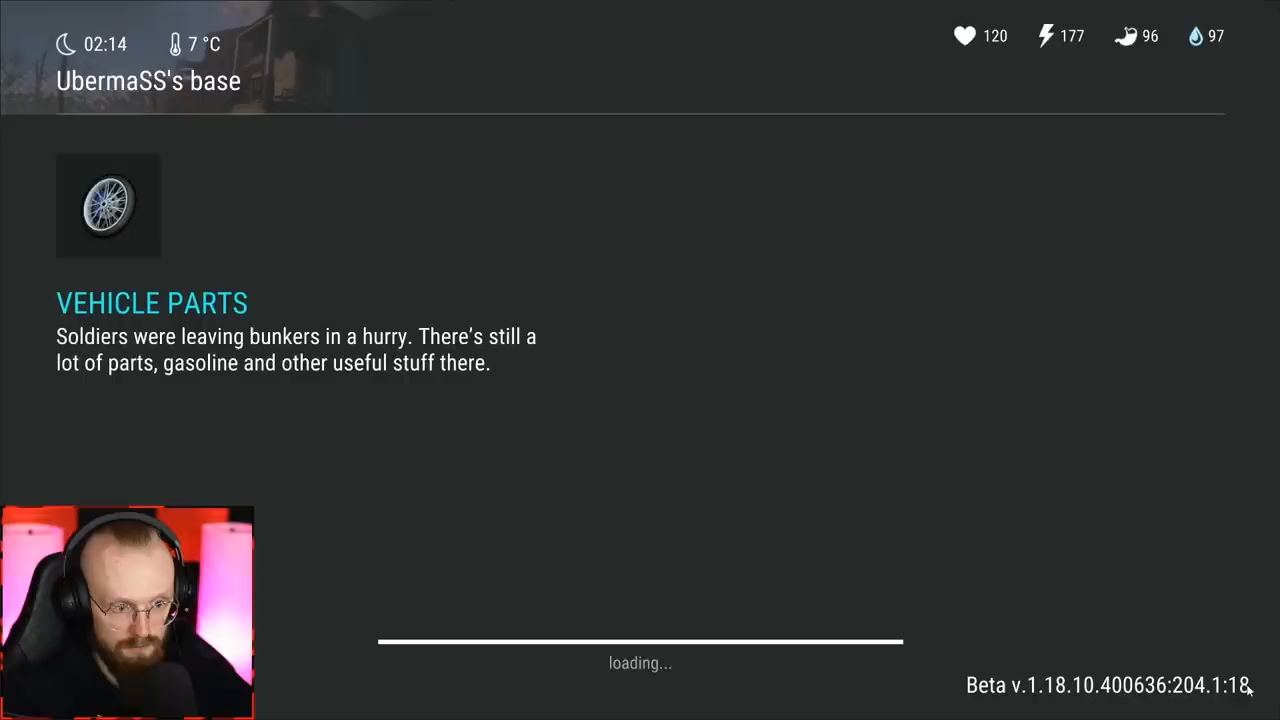 02:14 7 °C 120 177 96 97
UbermaSS's base
VEHICLE PARTS
Soldiers were leaving bunkers in a hurry. There's still a
lot of parts, gasoline and other useful stuff there.
loading...
Beta v.1.18.10.400636:204.1:18